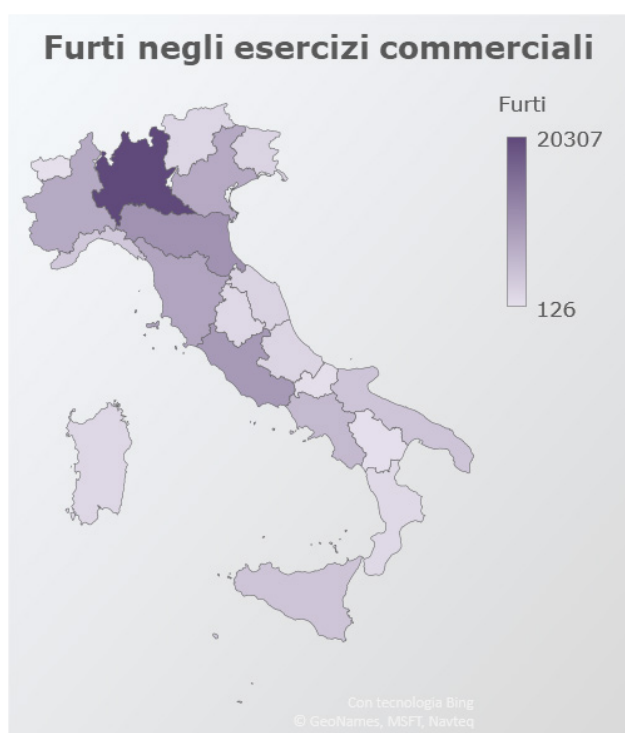 Furti negli esercizi commerciali
Furti
20307
126
Con tecnologia Bing
© GeoNames, MSFT, Navteq